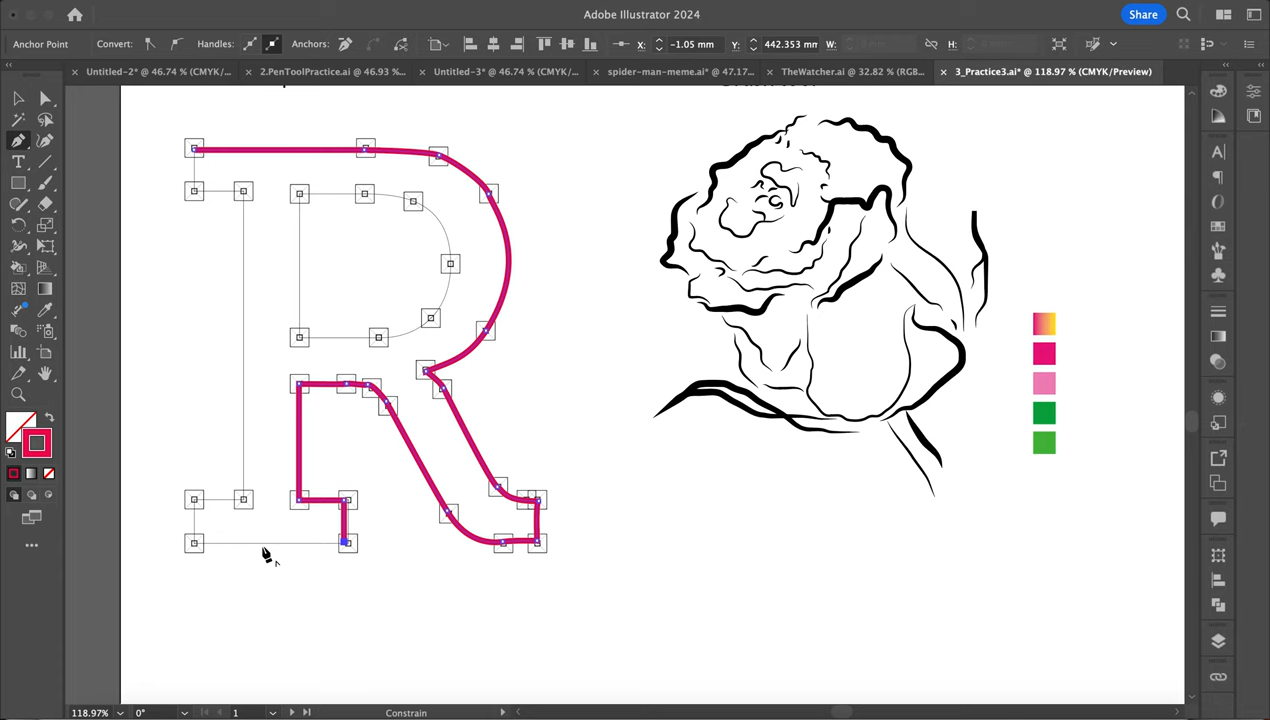 Adobe Illustrator 2024
Share
Anchor Point Convert: Handles: Anchors: X: -1.05 mm Y: 442.353 mm W: H:
Untitled-2* @ 46.74 % (CMYK/... 2.PenToolPractice.ai @ 46.93 %... Untitled-3* @ 46.74 % (CMYK/... spider-man-meme.ai* @ 47.17... TheWatcher.ai @ 32.82 % (RGB... 3_Practice3.ai* @ 118.97 % (CMYK/Preview)
118.97% 0° 1 Constrain